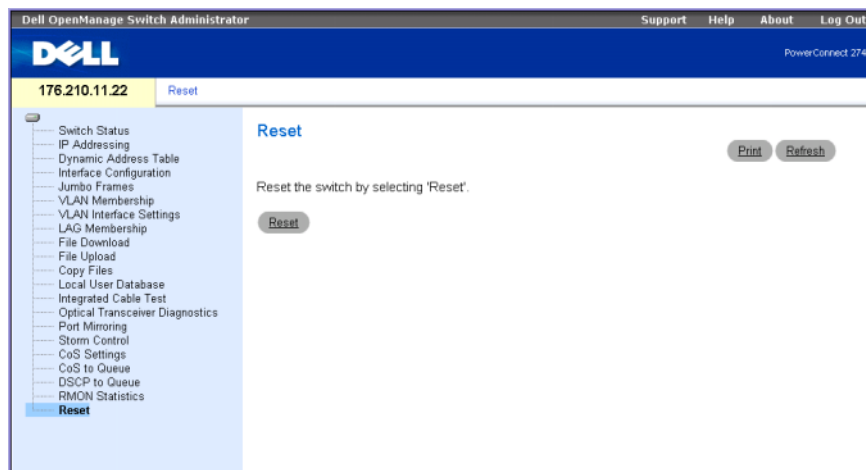 Dell OpenManage Switch Administrator Support Help About Log Out
DELL
PowerConnect 274
176.210.11.22 Reset
Switch Status
IP Addressing
Dynamic Address Table
Interface Configuration
Jumbo Frames
VLAN Membership
VLAN Interface Settings
LAG Membership
File Download
File Upload
Copy Files
Local User Database
Integrated Cable Test
Optical Transceiver Diagnostics
Port Mirroring
Storm Control
CoS Settings
CoS to Queue
DSCP to Queue
RMON Statistics
Reset
Reset
Print Refresh
Reset the switch by selecting 'Reset'.
Reset